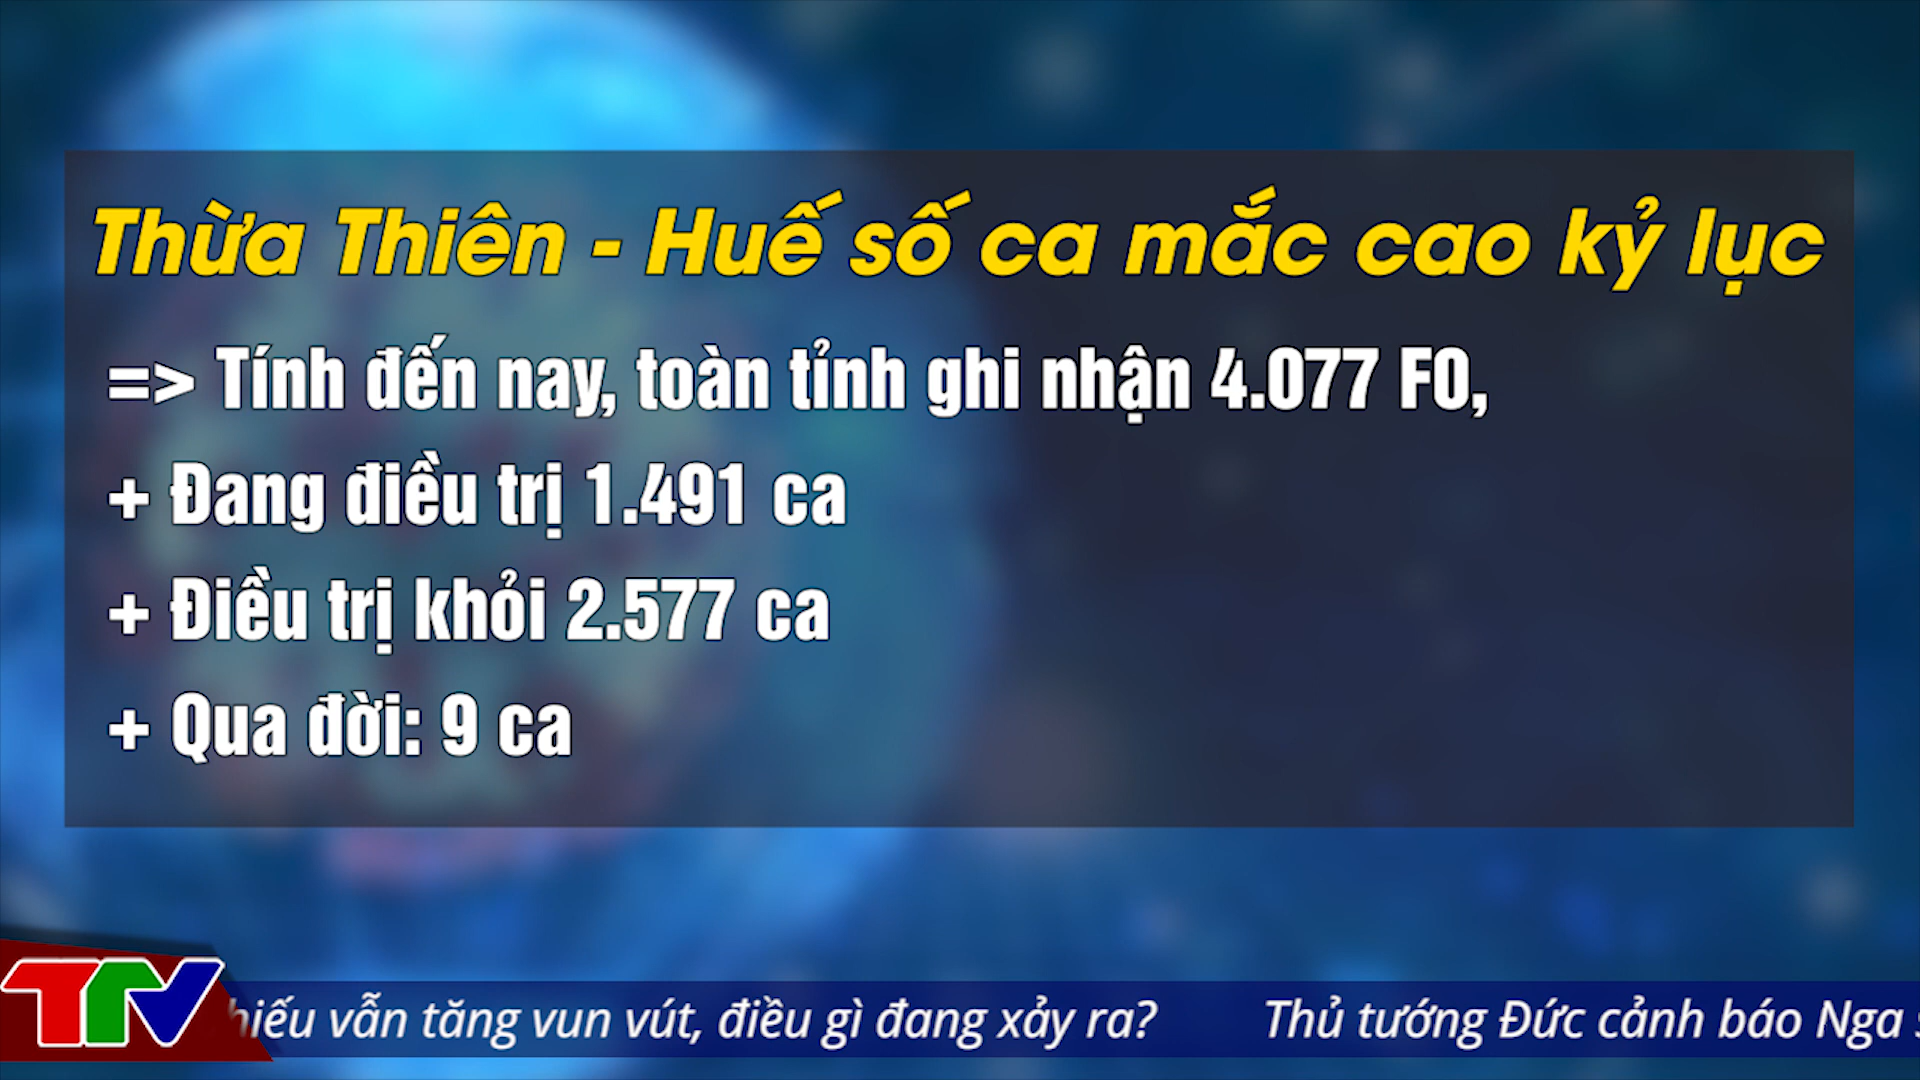 Thừa Thiên - Huế số ca mắc cao kỷ lục
=> Tính đến nay, toàn tỉnh ghi nhận 4.077 F0,
+ Đang điều trị 1.491 ca
+ Điều trị khỏi 2.577 ca
+ Qua đời: 9 ca
TTV
vẫn tăng vun vút, điều gì đang xảy ra? Thủ tướng Đức cảnh báo Nga